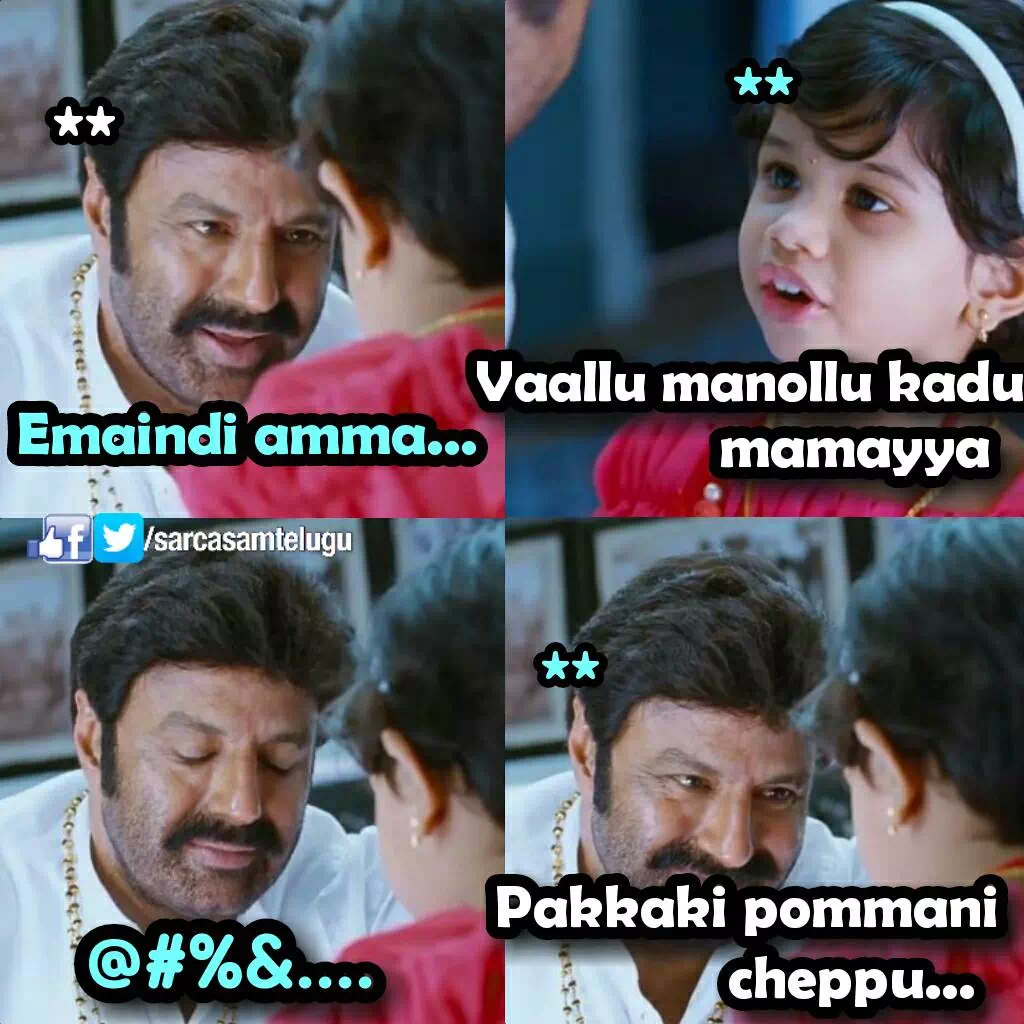 **
Emaindi amma...
**
Vaallu manollu kadu
mamayya
/sarcasamtelugu
@#%&....
**
Pakkaki pommani
cheppu...